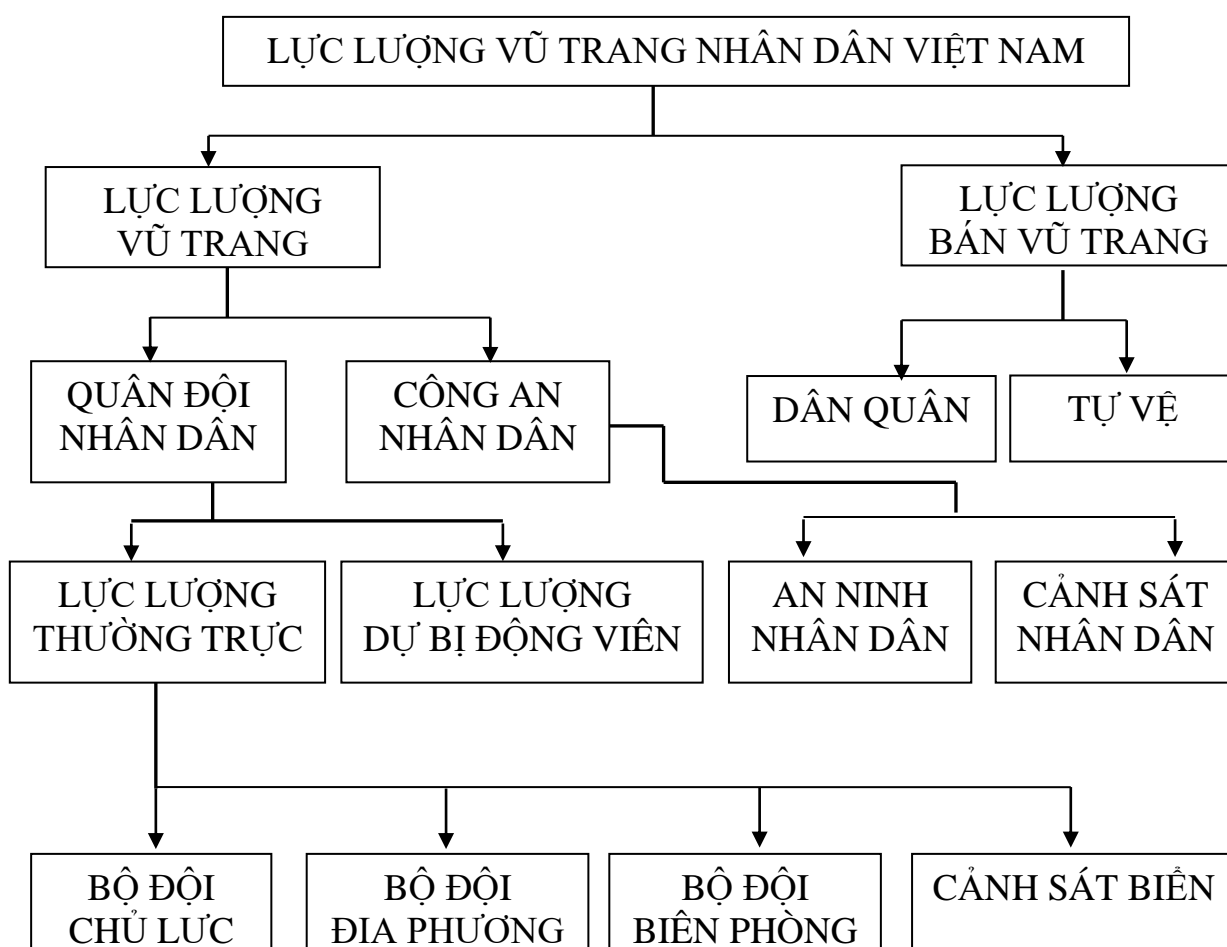 LỰC LƯỢNG VŨ TRANG NHÂN DÂN VIỆT NAM
LỰC LƯỢNG
VŨ TRANG
LỰC LƯỢNG
BÁN VŨ TRANG
QUÂN ĐỘI
NHÂN DÂN
CÔNG AN
NHÂN DÂN
DÂN QUÂN
TỰ VỆ
LỰC LƯỢNG
THƯỜNG TRỰC
LỰC LƯỢNG
DỰ BỊ ĐỘNG VIÊN
AN NINH
NHÂN DÂN
CẢNH SÁT
NHÂN DÂN
BỘ ĐỘI
CHỦ LỰC
BỘ ĐỘI
ĐỊA PHƯƠNG
BỘ ĐỘI
BIÊN PHÒNG
CẢNH SÁT BIỂN